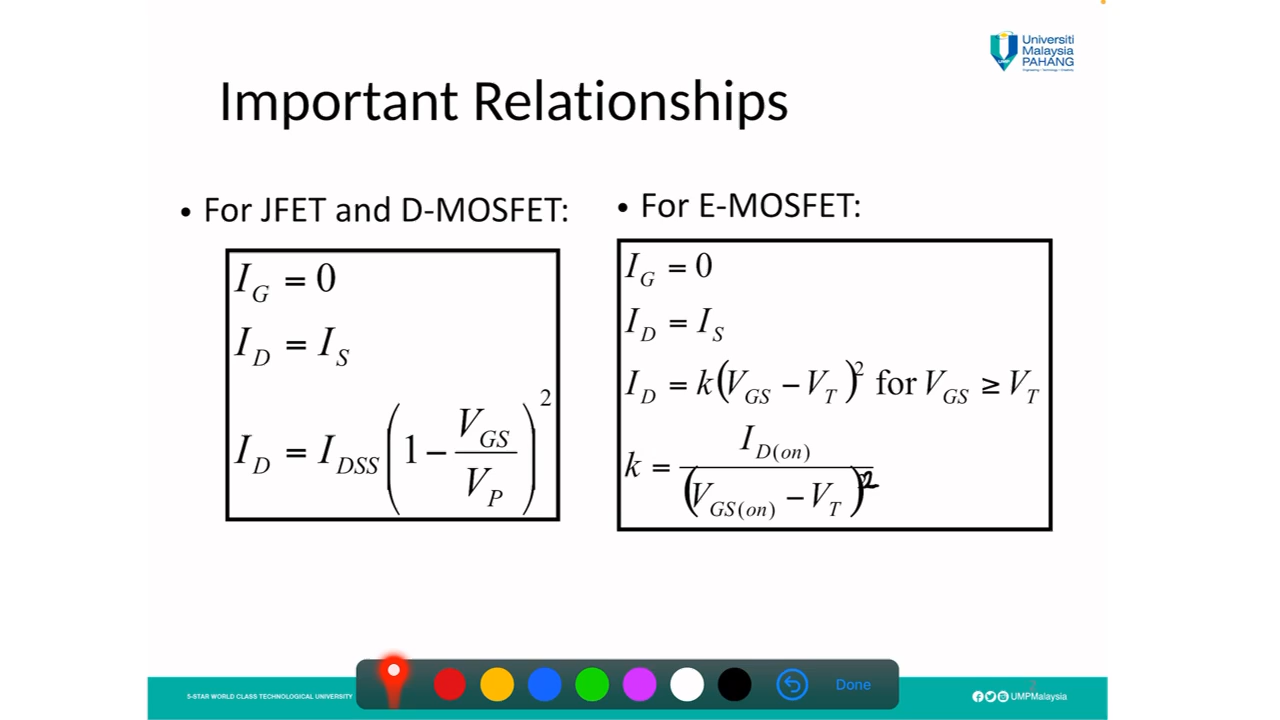 Universiti
Malaysia
PAHANG
Important Relationships
• For JFET and D-MOSFET:
I_G = 0
I_D = I_S
I_D = I_DSS (1 − V_GS / V_P)^2
• For E-MOSFET:
I_G = 0
I_D = I_S
I_D = k(V_GS − V_T)^2 for V_GS ≥ V_T
k = I_D(on) / (V_GS(on) − V_T)^2
5-STAR WORLD CLASS TECHNOLOGICAL UNIVERSITY
Done
UMPMalaysia